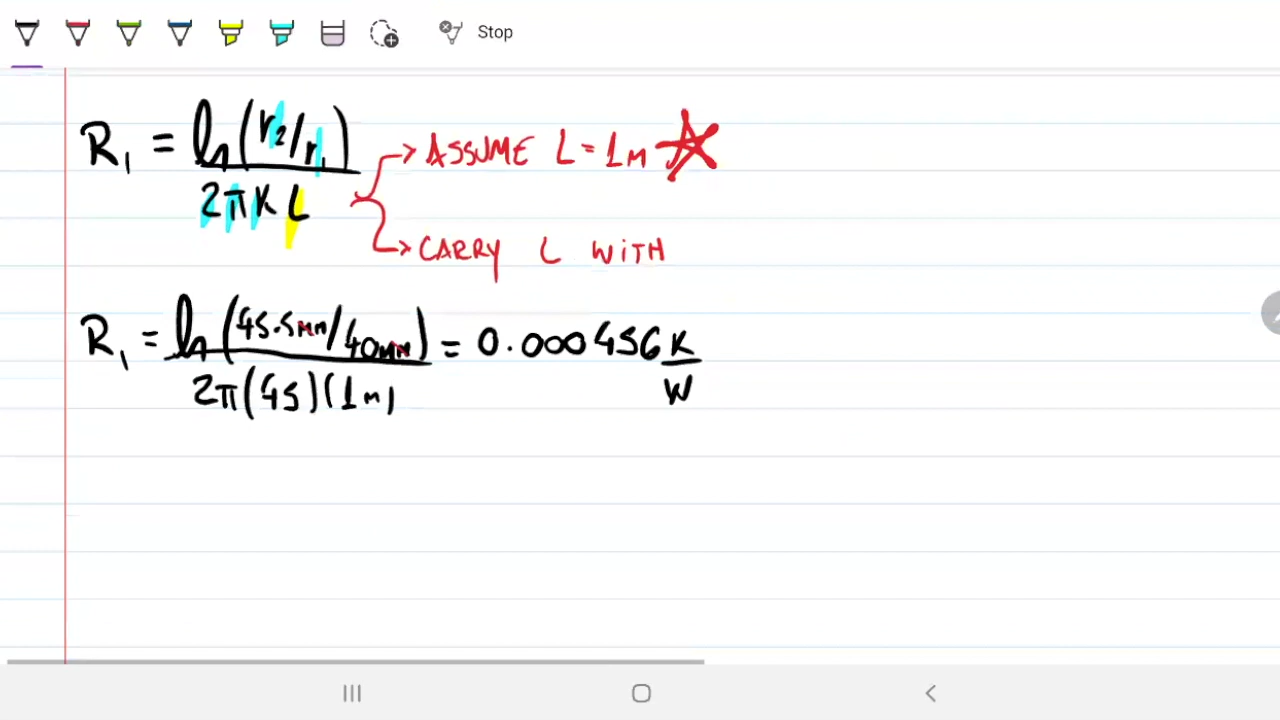 Stop
R₁ = ln(r₂/r₁) / 2πKL
→ ASSUME L = 1m
→ CARRY L WITH
R₁ = ln(45.5mm/40mm) / 2π(45)(1m) = 0.000456 K/W